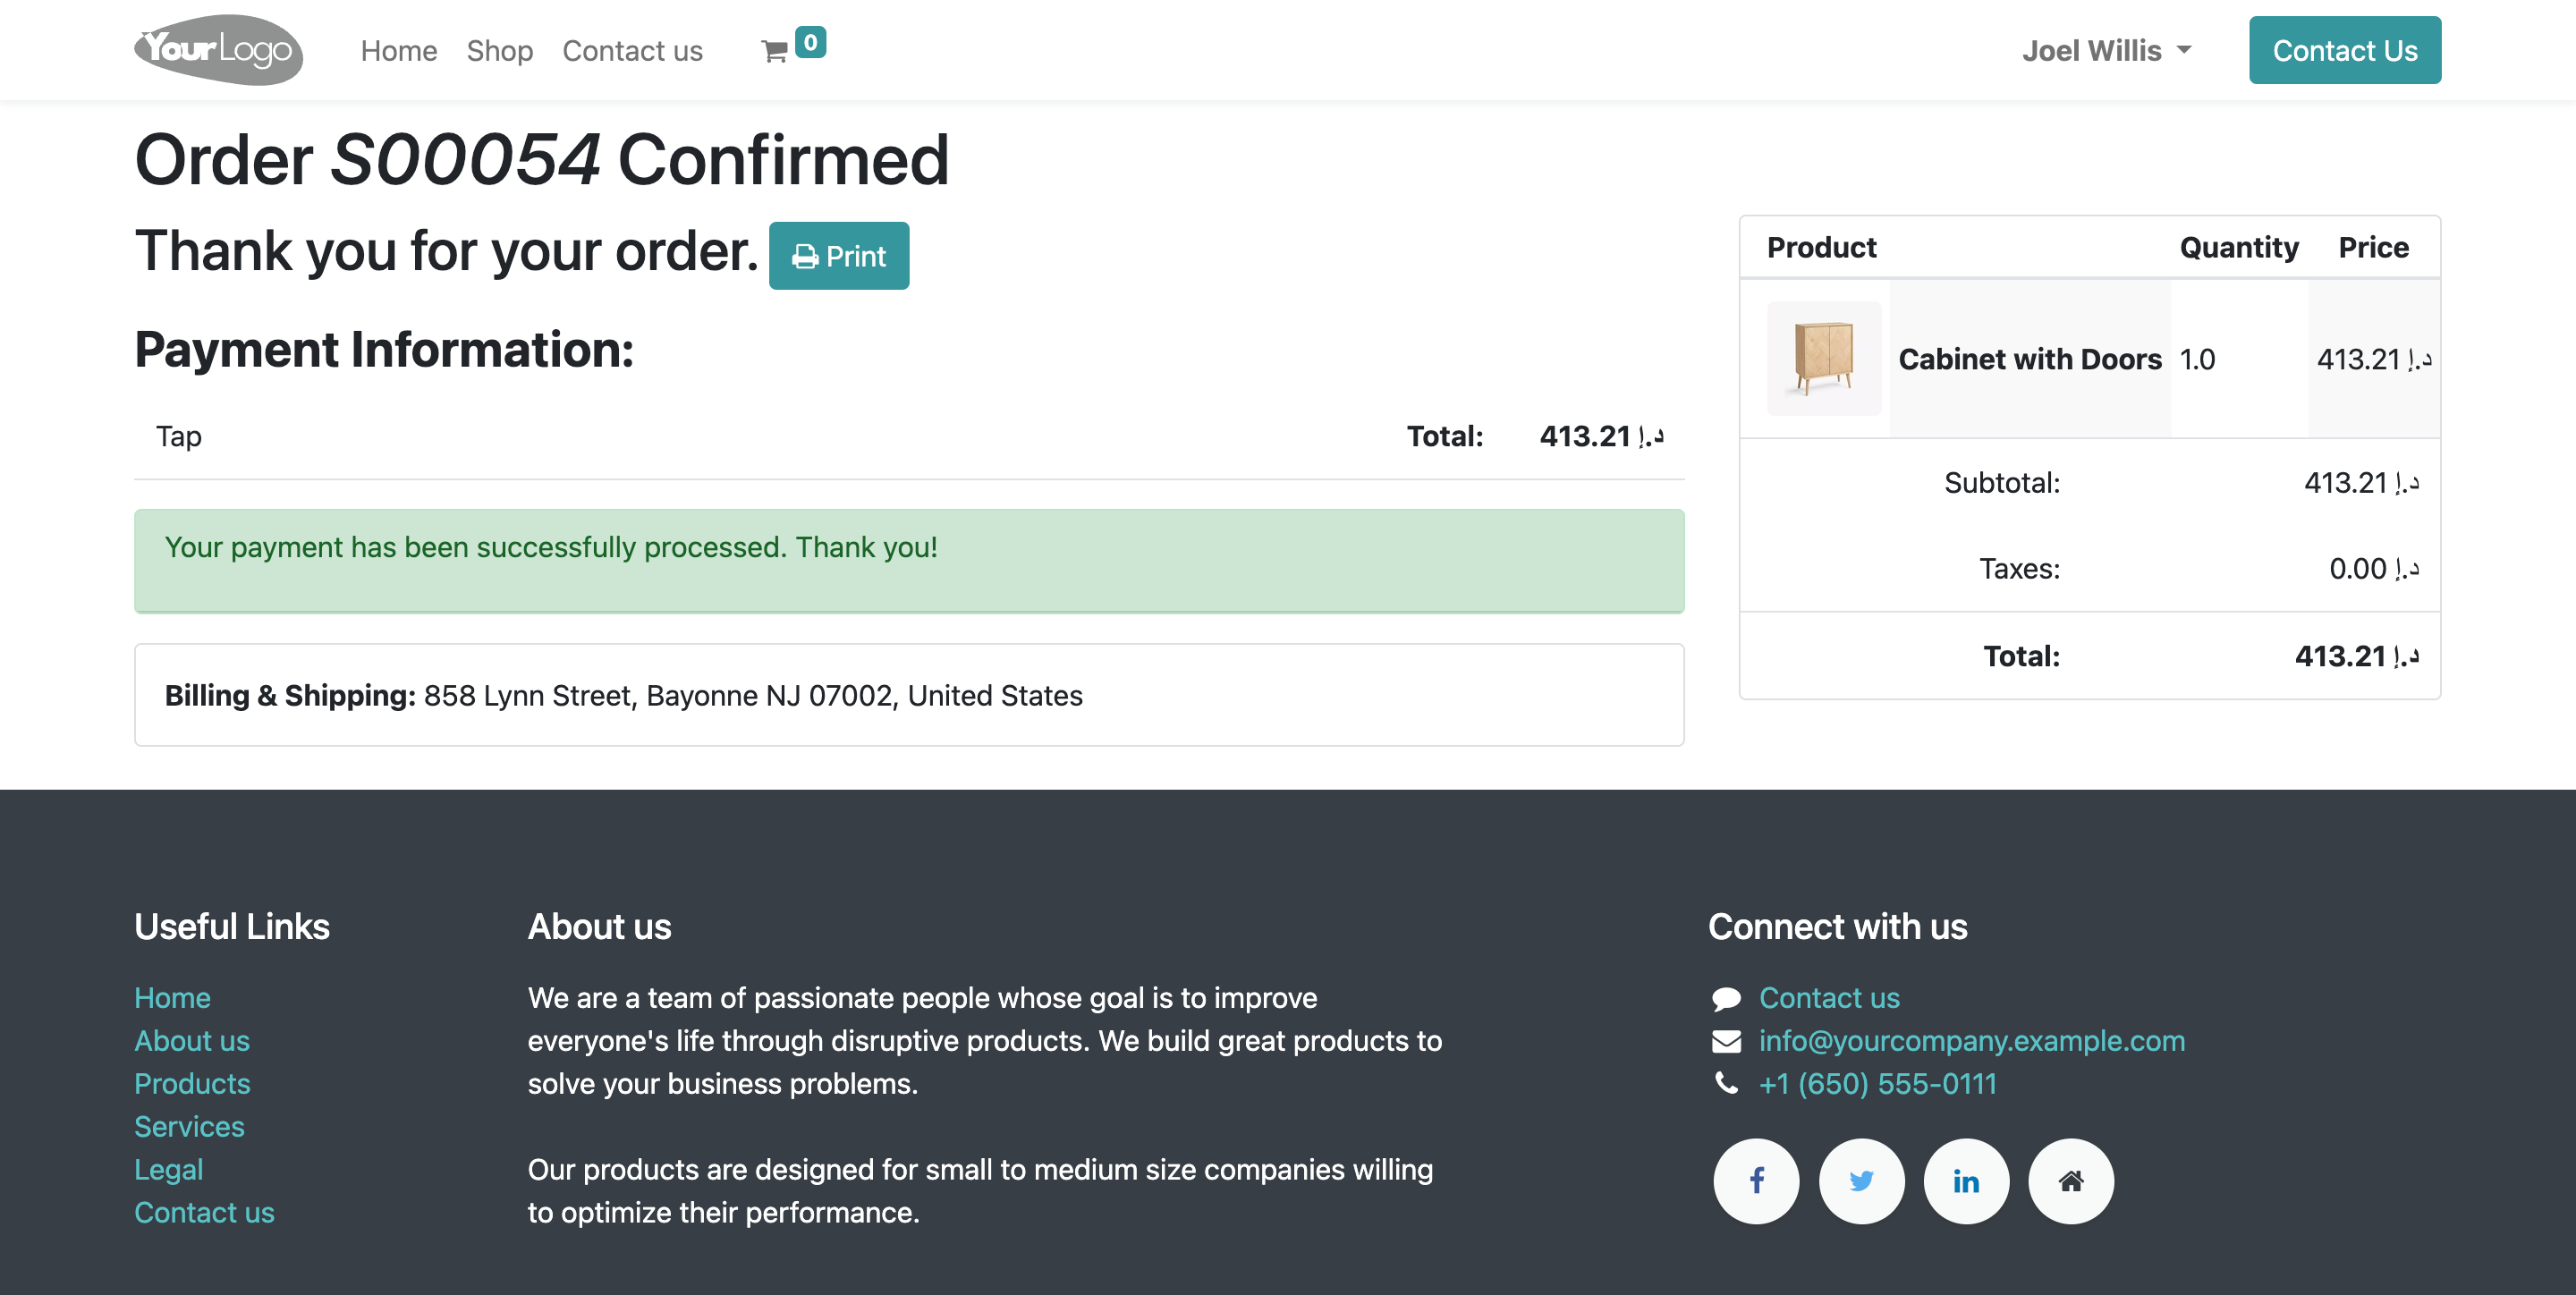 YourLogo
Home Shop Contact us 0 Joel Willis Contact Us
Order S00054 Confirmed
Thank you for your order. Print
Payment Information:
Tap Total: 413.21 د.إ
Your payment has been successfully processed. Thank you!
Billing & Shipping: 858 Lynn Street, Bayonne NJ 07002, United States
Product Quantity Price
Cabinet with Doors 1.0 413.21 د.إ
Subtotal: 413.21 د.إ
Taxes: 0.00 د.إ
Total: 413.21 د.إ
Useful Links
Home
About us
Products
Services
Legal
Contact us
About us
We are a team of passionate people whose goal is to improve
everyone's life through disruptive products. We build great products to
solve your business problems.
Our products are designed for small to medium size companies willing
to optimize their performance.
Connect with us
Contact us
info@yourcompany.example.com
+1 (650) 555-0111